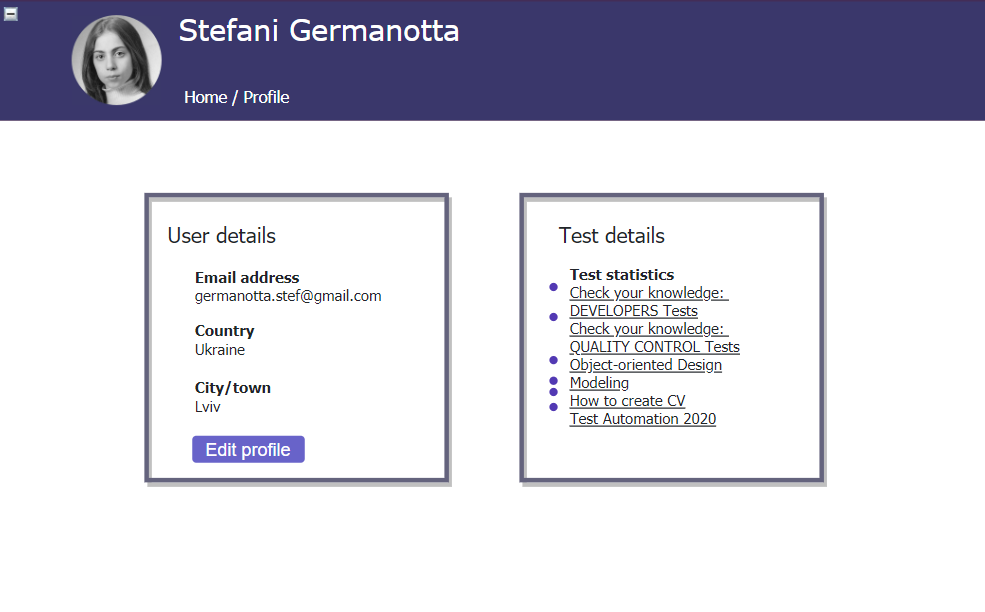 Stefani Germanotta
Home / Profile
User details
Email address
germanotta.stef@gmail.com
Country
Ukraine
City/town
Lviv
Edit profile
Test details
Test statistics
Check your knowledge:
DEVELOPERS Tests
Check your knowledge:
QUALITY CONTROL Tests
Object-oriented Design
Modeling
How to create CV
Test Automation 2020